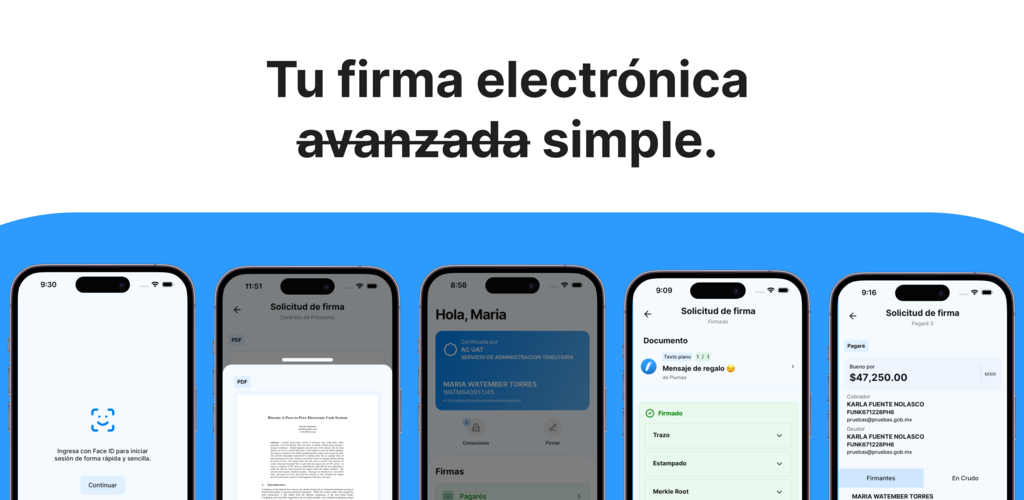 Tu firma electrónica
avanzada simple.
9:30
Ingresa con Face ID para iniciar
sesión de forma rápida y sencilla.
Continuar
11:51
Solicitud de firma
Contrato de Préstamo
PDF
PDF
Bitcoin: A Peer-to-Peer Electronic Cash System
8:58
Hola, Maria
Certificada por
AC UAT
SERVICIO DE ADMINISTRACION TRIBUTARIA
MARIA WATEMBER TORRES
WATM640917J45
Conexiones
Firmar
Firmas
Pagarés
9:09
Solicitud de firma
Firmado
Documento
Texto plano 1 / 1
Mensaje de regalo 😉
de Plumaa
Firmado
Trazo
Estampado
Merkle Root
9:16
Solicitud de firma
Pagaré 3
Pagaré
Bueno por
$47,250.00
MXN
Cobrador
KARLA FUENTE NOLASCO
FUNK671228PH6
pruebas@pruebas.gob.mx
Deudor
KARLA FUENTE NOLASCO
FUNK671228PH6
pruebas@pruebas.gob.mx
Firmantes
En Crudo
MARIA WATEMBER TORRES